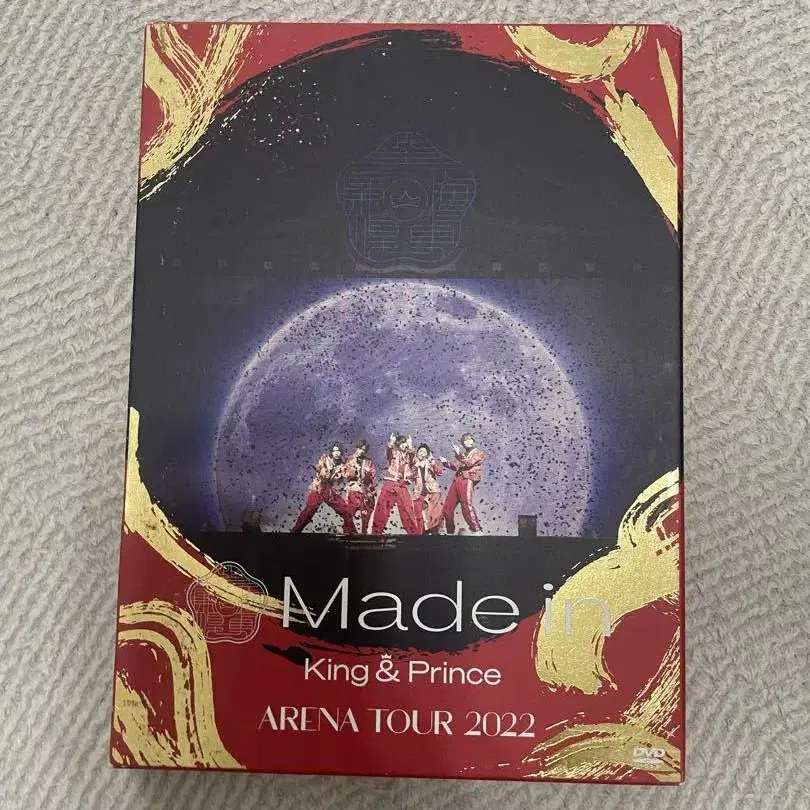 Made in
King & Prince
ARENA TOUR 2022
DVD